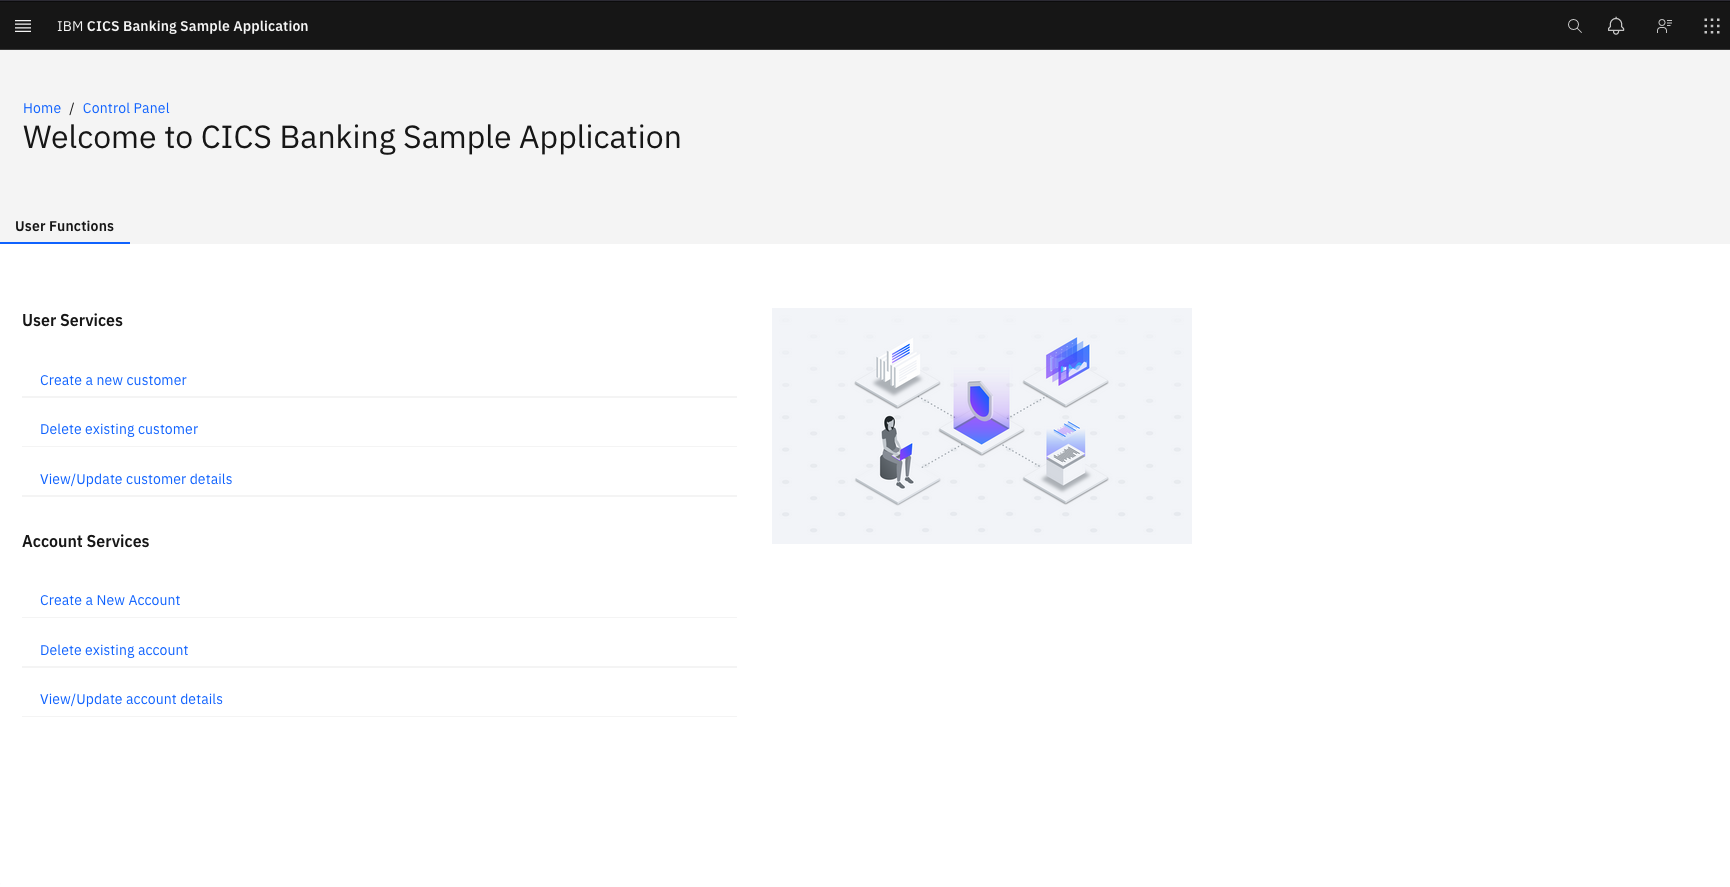 IBM CICS Banking Sample Application
Home / Control Panel
Welcome to CICS Banking Sample Application
User Functions
User Services
Create a new customer
Delete existing customer
View/Update customer details
Account Services
Create a New Account
Delete existing account
View/Update account details